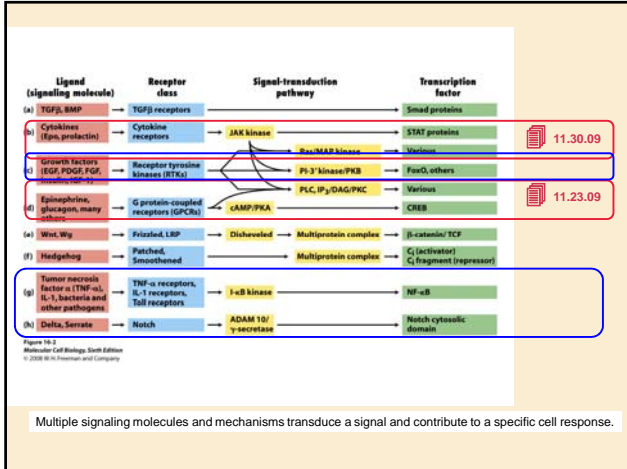 Ligand
(signaling molecule)
Receptor
class
Signal-transduction
pathway
Transcription
factor
(a) TGFβ, BMP
TGFβ receptors
Smad proteins
(b) Cytokines
(Epo, prolactin)
Cytokine
receptors
JAK kinase
STAT proteins
11.30.09
Ras/MAP kinase
Various
(c) Growth factors
(EGF, PDGF, FGF,
Receptor tyrosine
kinases (RTKs)
PI-3 kinase/PKB
FoxO, others
PLC, IP3/DAG/PKC
Various
11.23.09
(d) Epinephrine,
glucagon, many
others
G protein-coupled
receptors (GPCRs)
cAMP/PKA
CREB
(e) Wnt, Wg
Frizzled, LRP
Disheveled
Multiprotein complex
β-catenin/ TCF
(f) Hedgehog
Patched,
Smoothened
Multiprotein complex
Ci (activator)
Ci fragment (repressor)
(g) Tumor necrosis
factor α (TNF-α),
IL-1, bacteria and
other pathogens
TNF-α receptors,
IL-1 receptors,
Toll receptors
I-κB kinase
NF-κB
(h) Delta, Serrate
Notch
ADAM 10/
γ-secretase
Notch cytosolic
domain
Figure 16-2
Molecular Cell Biology, Sixth Edition
© 2008 W.H. Freeman and Company
Multiple signaling molecules and mechanisms transduce a signal and contribute to a specific cell response.